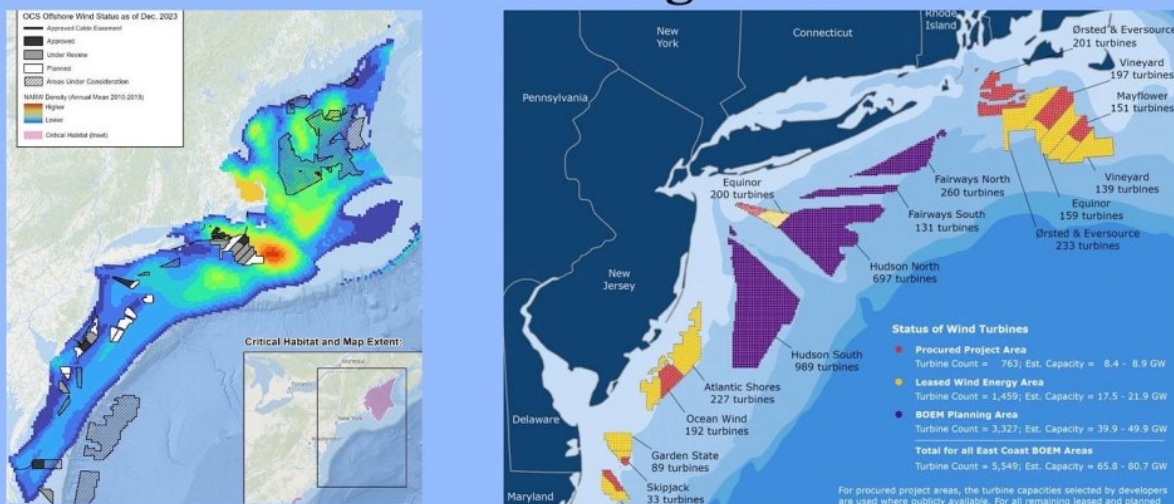 OCS Offshore Wind Status as of Dec. 2023
Approved Cable Easement
Approved
Under Review
Planned
Areas Under Consideration
NARW Density (Annual Mean 2010-2019)
Higher
Lower
Critical Habitat (Inset)
Critical Habitat and Map Extent:
Montreal
Toronto
New York
Washington
New
York
Connecticut
Rhode
Island
Pennsylvania
New
Jersey
Delaware
Maryland
Ørsted & Eversource
201 turbines
Vineyard
197 turbines
Mayflower
151 turbines
Vineyard
139 turbines
Equinor
159 turbines
Ørsted & Eversource
233 turbines
Fairways North
260 turbines
Fairways South
131 turbines
Equinor
200 turbines
Hudson North
697 turbines
Hudson South
989 turbines
Atlantic Shores
227 turbines
Ocean Wind
192 turbines
Garden State
89 turbines
Skipjack
33 turbines
Status of Wind Turbines
Procured Project Area
Turbine Count = 763; Est. Capacity = 8.4 - 8.9 GW
Leased Wind Energy Area
Turbine Count = 1,459; Est. Capacity = 17.5 - 21.9 GW
BOEM Planning Area
Turbine Count = 3,327; Est. Capacity = 39.9 - 49.9 GW
Total for all East Coast BOEM Areas
Turbine Count = 5,549; Est. Capacity = 65.8 - 80.7 GW
For procured project areas, the turbine capacities selected by developers
are used where publicly available. For all remaining leased and planned